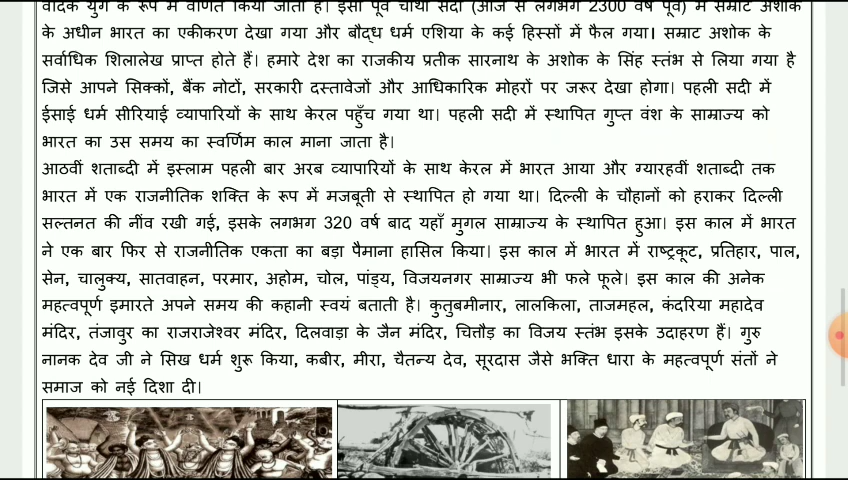 वैदिक युग के रूप में वर्णित किया जाता है। ईसा पूर्व चौथी सदी (आज से लगभग 2300 वर्ष पूर्व) में सम्राट अशोक
के अधीन भारत का एकीकरण देखा गया और बौद्ध धर्म एशिया के कई हिस्सों में फैल गया। सम्राट अशोक के
सर्वाधिक शिलालेख प्राप्त होते हैं। हमारे देश का राजकीय प्रतीक सारनाथ के अशोक के सिंह स्तंभ से लिया गया है
जिसे आपने सिक्कों, बैंक नोटों, सरकारी दस्तावेजों और आधिकारिक मोहरों पर जरूर देखा होगा। पहली सदी में
ईसाई धर्म सीरियाई व्यापारियों के साथ केरल पहुँच गया था। पहली सदी में स्थापित गुप्त वंश के साम्राज्य को
भारत का उस समय का स्वर्णिम काल माना जाता है।
आठवीं शताब्दी में इस्लाम पहली बार अरब व्यापारियों के साथ केरल में भारत आया और ग्यारहवीं शताब्दी तक
भारत में एक राजनीतिक शक्ति के रूप में मजबूती से स्थापित हो गया था। दिल्ली के चौहानों को हराकर दिल्ली
सल्तनत की नींव रखी गई, इसके लगभग 320 वर्ष बाद यहाँ मुगल साम्राज्य के स्थापित हुआ। इस काल में भारत
ने एक बार फिर से राजनीतिक एकता का बड़ा पैमाना हासिल किया। इस काल में भारत में राष्ट्रकूट, प्रतिहार, पाल,
सेन, चालुक्य, सातवाहन, परमार, अहोम, चोल, पांड्य, विजयनगर साम्राज्य भी फले फूले। इस काल की अनेक
महत्वपूर्ण इमारते अपने समय की कहानी स्वयं बताती है। कुतुबमीनार, लालकिला, ताजमहल, कंदरिया महादेव
मंदिर, तंजावुर का राजराजेश्वर मंदिर, दिलवाड़ा के जैन मंदिर, चित्तौड़ का विजय स्तंभ इसके उदाहरण हैं। गुरु
नानक देव जी ने सिख धर्म शुरू किया, कबीर, मीरा, चैतन्य देव, सूरदास जैसे भक्ति धारा के महत्वपूर्ण संतों ने
समाज को नई दिशा दी।